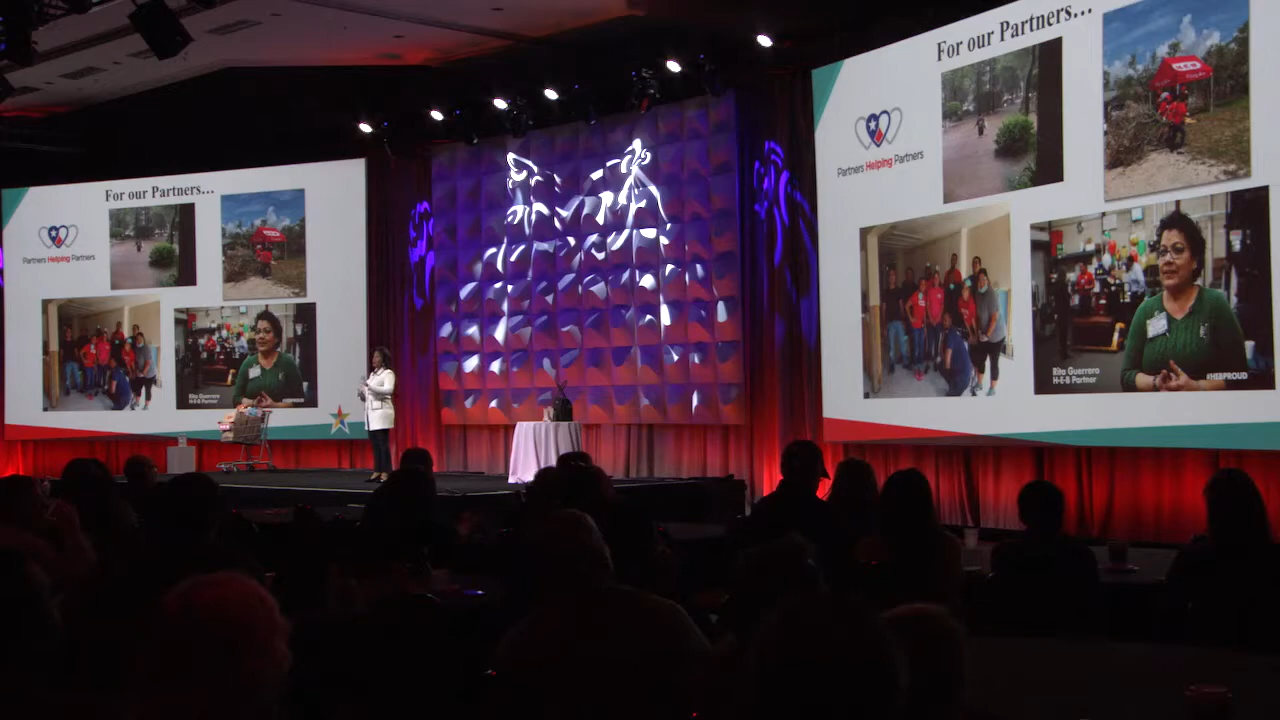 For our Partners...
Partners Helping Partners
Rita Guerrero
H-E-B Partner
#HEBPROUD
For our Partners...
H-E-B
Partners Helping Partners
Rita Guerrero
H-E-B Partner
#HEBPROUD